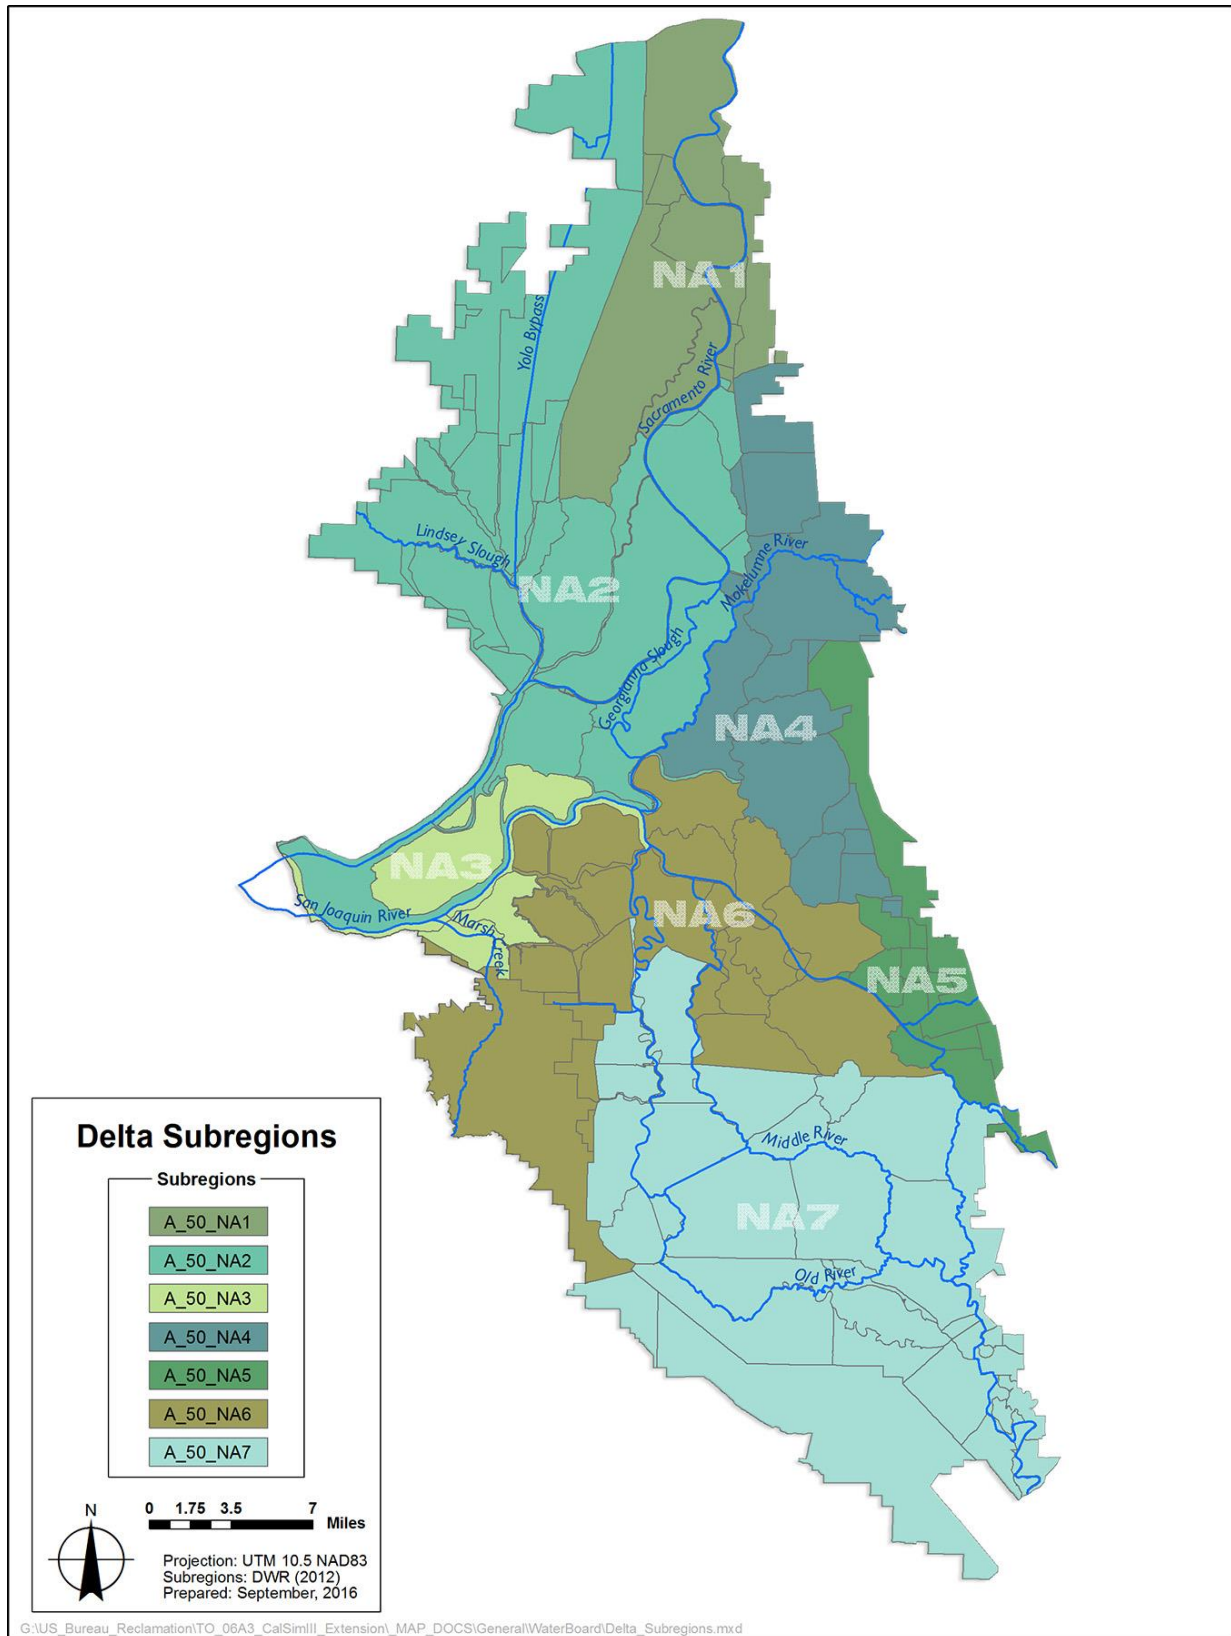 NA1
Yolo Bypass
Sacramento River
Lindsey Slough
NA2
Mokelumne River
Georgianna Slough
NA4
NA3
San Joaquin River
Marsh Creek
NA6
NA5
Middle River
NA7
Old River
Delta Subregions
Subregions
A_50_NA1
A_50_NA2
A_50_NA3
A_50_NA4
A_50_NA5
A_50_NA6
A_50_NA7
N
0 1.75 3.5 7
Miles
Projection: UTM 10.5 NAD83
Subregions: DWR (2012)
Prepared: September, 2016
G:\US_Bureau_Reclamation\TO_06A3_CalSimIII_Extension\_MAP_DOCS\General\WaterBoard\Delta_Subregions.mxd